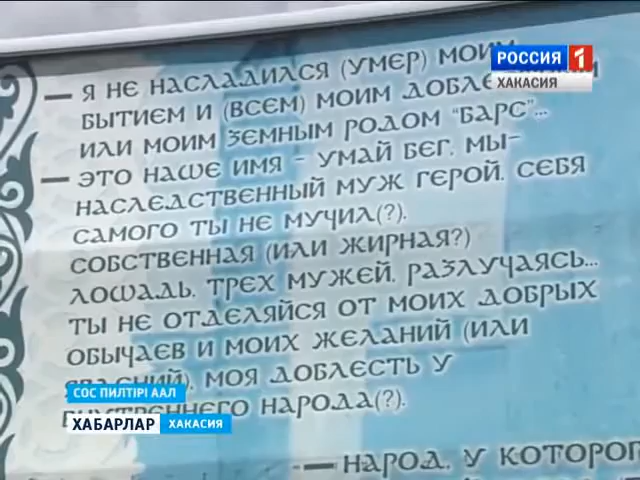 — Я НЕ НАСЛАДИЛСЯ (УМЕР) МОИМ
РОССИЯ 1
ХАКАСИЯ
БЫТИЕМ И (ВСЕМ) МОИМ
ИЛИ МОИМ ЗЕМНЫМ РОДОМ "БАРС"...
— ЭТО НАШЕ ИМЯ - УМАЙ БЕГ. МЫ-
НАСЛЕДСТВЕННЫЙ МУЖ ГЕРОЙ. СЕБЯ
САМОГО ТЫ НЕ МУЧИЛ(?).
СОБСТВЕННАЯ (ИЛИ ЖИРНАЯ?)
ЛОШАДЬ. ТРЕХ МУЖЕЙ. РАЗЛУЧАЯСЬ...
ТЫ НЕ ОТДЕЛЯЙСЯ ОТ МОИХ ДОБРЫХ
ОБЫЧАЕВ И МОИХ ЖЕЛАНИЙ (ИЛИ
МОЯ ДОБЛЕСТЬ У
СОС ПИЛТІРІ ААЛ
НАРОДА(?).
ХАБАРЛАР ХАКАСИЯ
-— НАРОД. У